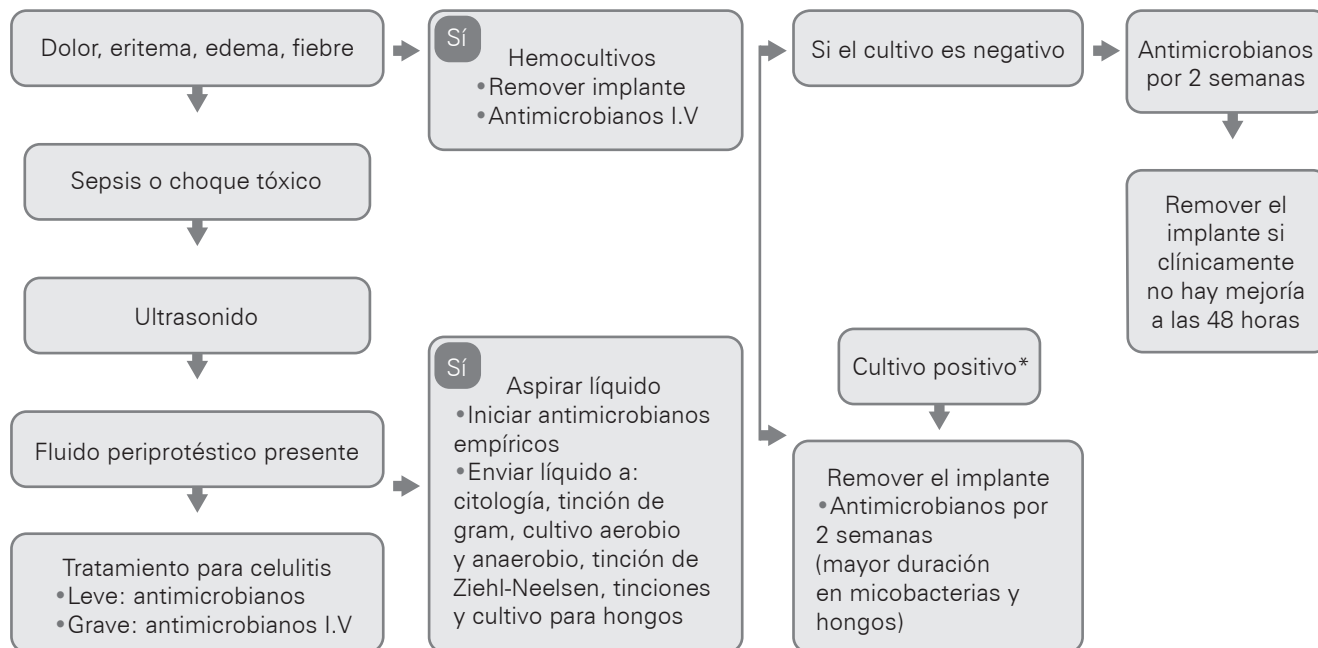 Dolor, eritema, edema, fiebre
Sepsis o choque tóxico
Ultrasonido
Fluido periprotéstico presente
Tratamiento para celulitis
•Leve: antimicrobianos
•Grave: antimicrobianos I.V
Sí
Hemocultivos
•Remover implante
•Antimicrobianos I.V
Sí
Aspirar líquido
•Iniciar antimicrobianos
empíricos
•Enviar líquido a:
citología, tinción de
gram, cultivo aerobio
y anaerobio, tinción de
Ziehl-Neelsen, tinciones
y cultivo para hongos
Si el cultivo es negativo
Cultivo positivo*
Remover el implante
•Antimicrobianos por
2 semanas
(mayor duración
en micobacterias y
hongos)
Antimicrobianos
por 2 semanas
Remover el
implante si
clínicamente
no hay mejoría
a las 48 horas